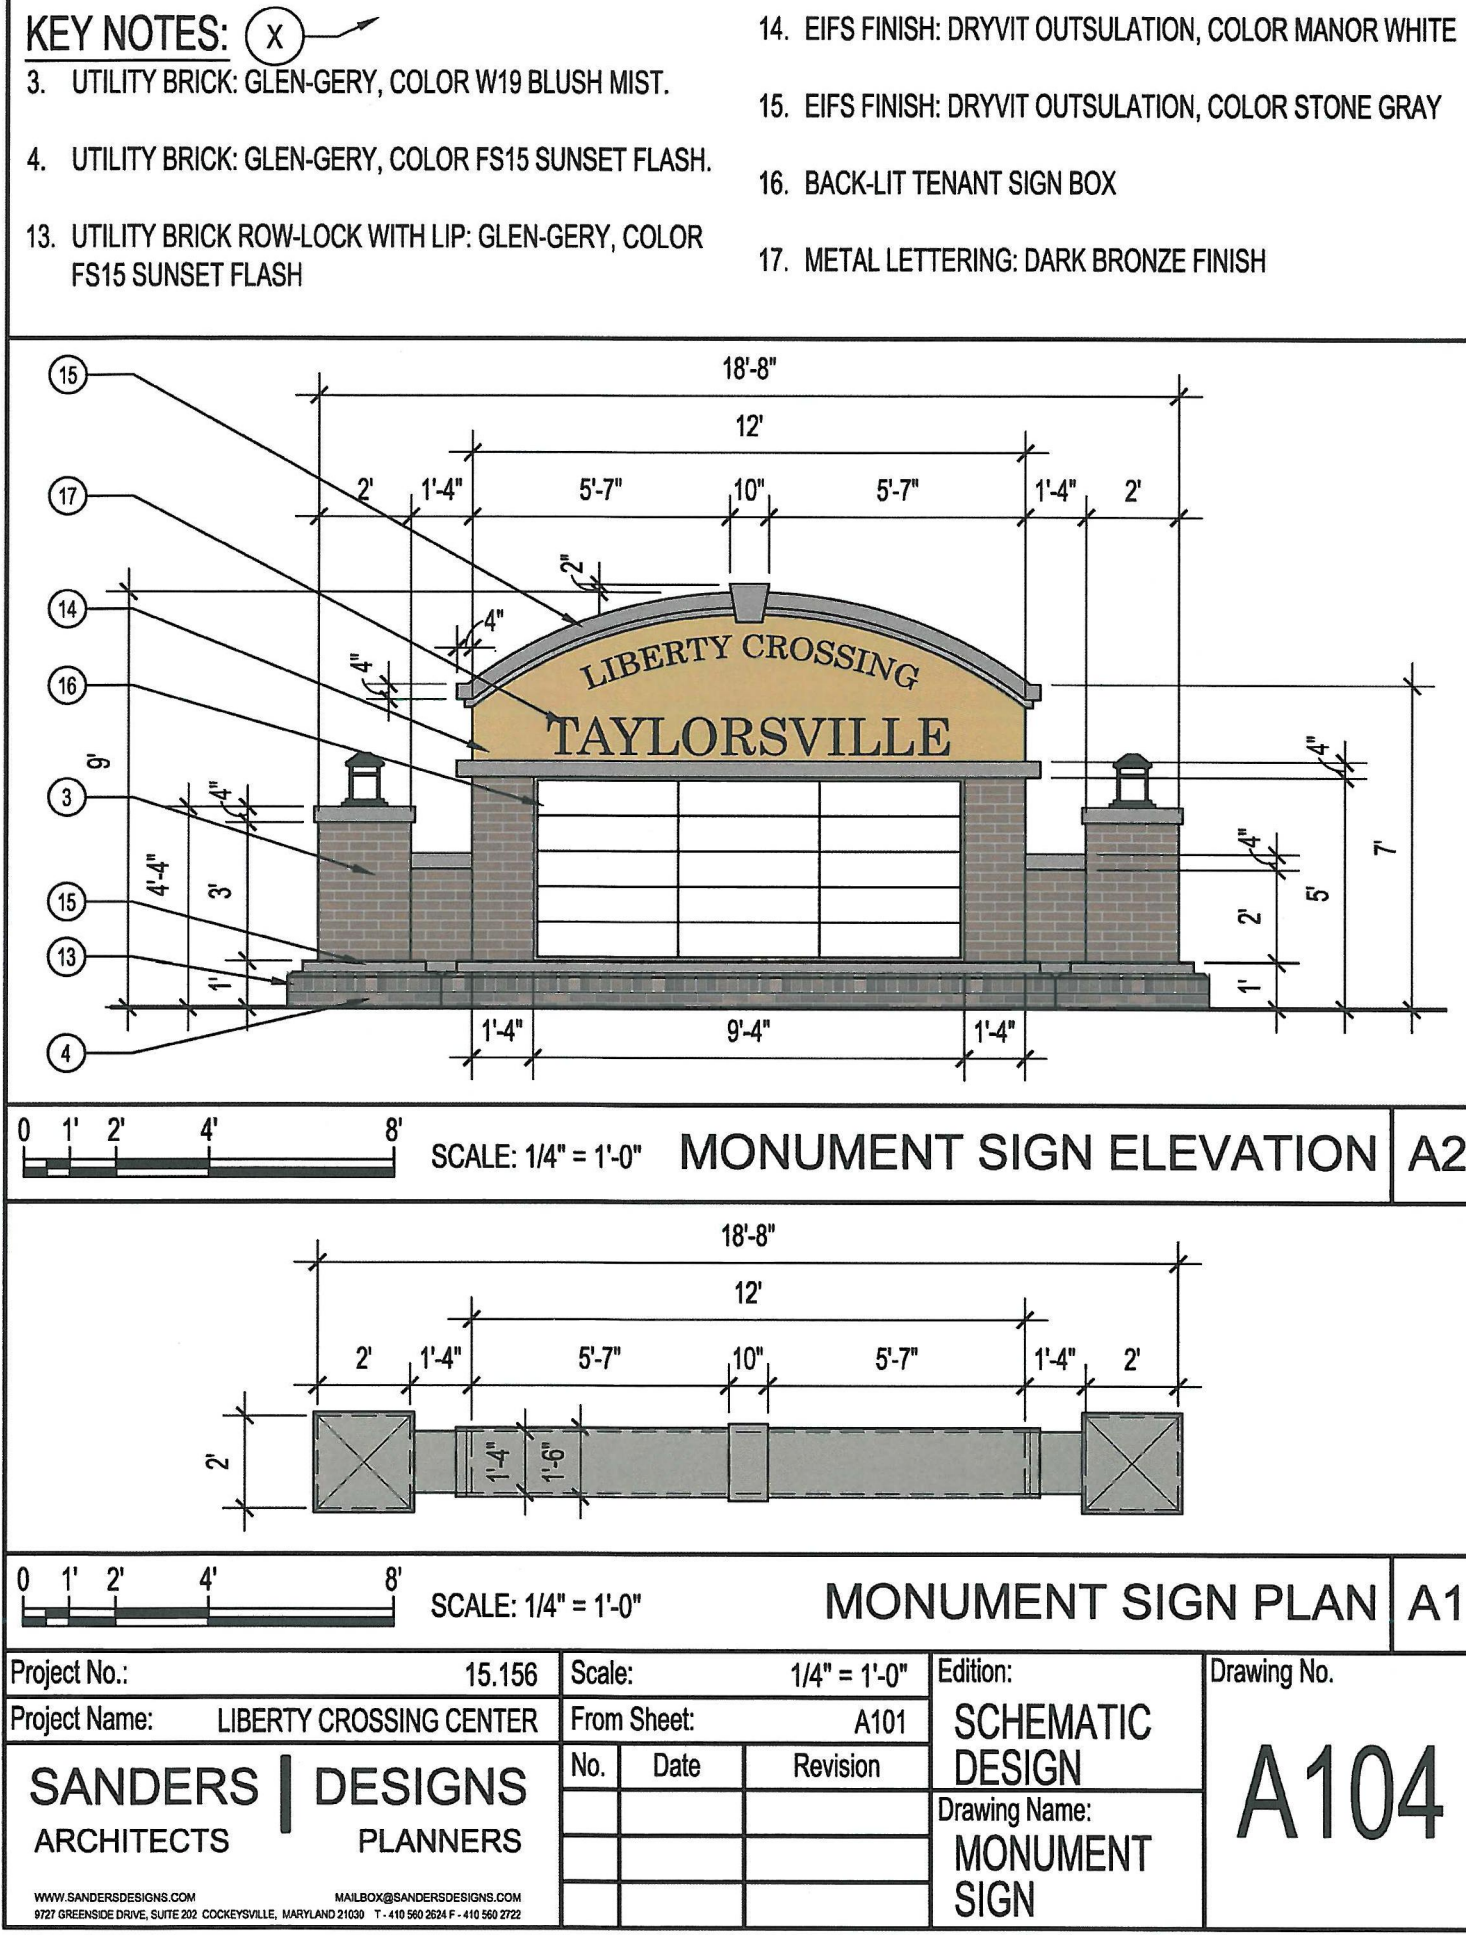 KEY NOTES: X
3. UTILITY BRICK: GLEN-GERY, COLOR W19 BLUSH MIST.
4. UTILITY BRICK: GLEN-GERY, COLOR FS15 SUNSET FLASH.
13. UTILITY BRICK ROW-LOCK WITH LIP: GLEN-GERY, COLOR
FS15 SUNSET FLASH
14. EIFS FINISH: DRYVIT OUTSULATION, COLOR MANOR WHITE
15. EIFS FINISH: DRYVIT OUTSULATION, COLOR STONE GRAY
16. BACK-LIT TENANT SIGN BOX
17. METAL LETTERING: DARK BRONZE FINISH
18'-8"
12'
2' 1'-4" 5'-7" 10" 5'-7" 1'-4" 2'
15
17
14
16
3
15
13
4
2"
4"
4"
9'
4'-4"
4"
3'
1'
LIBERTY CROSSING
TAYLORSVILLE
4"
4"
7'
5'
2'
1'
1'-4" 9'-4" 1'-4"
0 1' 2' 4' 8'
SCALE: 1/4" = 1'-0" MONUMENT SIGN ELEVATION A2
18'-8"
12'
2' 1'-4" 5'-7" 10" 5'-7" 1'-4" 2'
2'
1'-4" 1'-6"
0 1' 2' 4' 8'
SCALE: 1/4" = 1'-0" MONUMENT SIGN PLAN A1
Project No.: 15.156
Project Name: LIBERTY CROSSING CENTER
SANDERS DESIGNS
ARCHITECTS PLANNERS
WWW.SANDERSDESIGNS.COM MAILBOX@SANDERSDESIGNS.COM
9727 GREENSIDE DRIVE, SUITE 202 COCKEYSVILLE, MARYLAND 21030 T - 410 560 2624 F - 410 560 2722
Scale: 1/4" = 1'-0"
From Sheet: A101
No. Date Revision
Edition:
SCHEMATIC
DESIGN
Drawing Name:
MONUMENT
SIGN
Drawing No.
A104